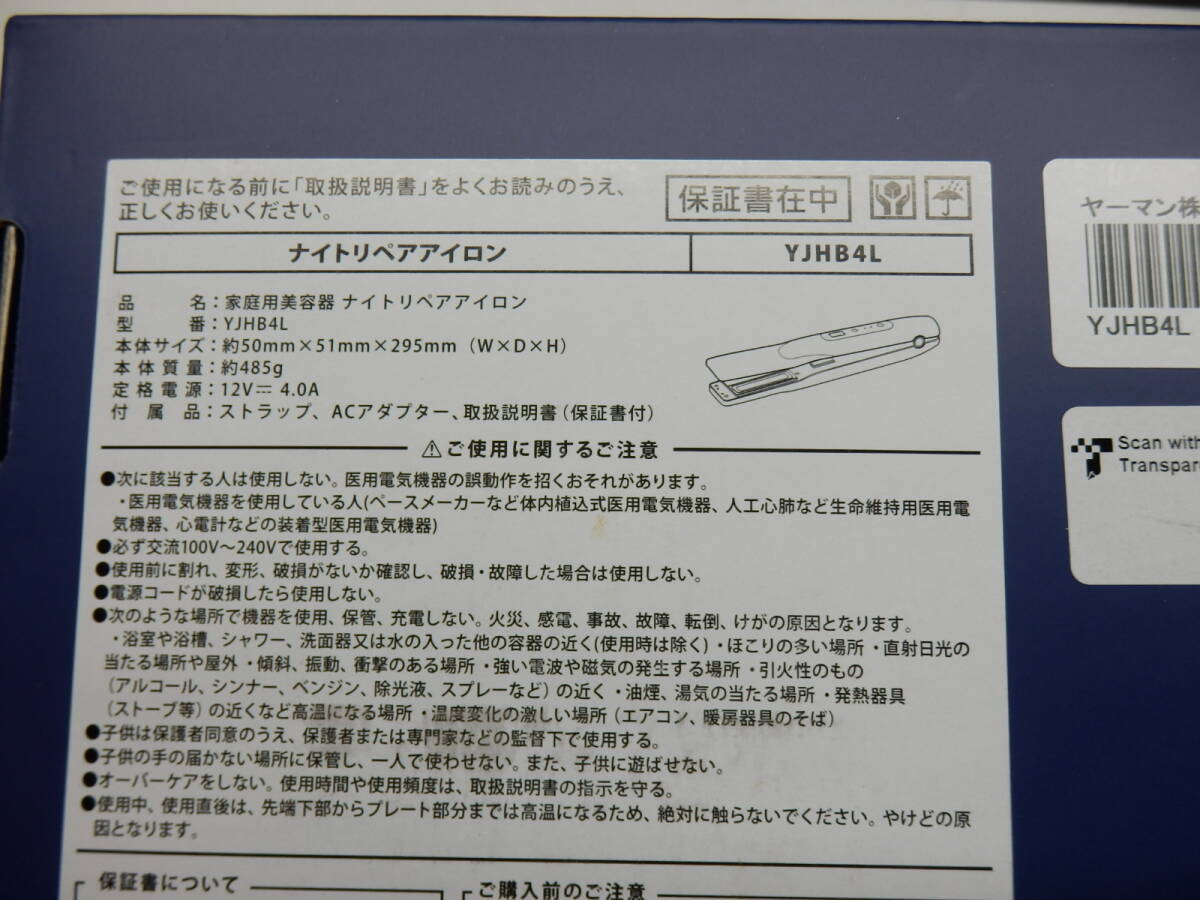 ご使用になる前に「取扱説明書」をよくお読みのうえ、
正しくお使いください。
保証書在中
ナイトリペアアイロン
YJHB4L
品　　名：家庭用美容器 ナイトリペアアイロン
型　　番：YJHB4L
本体サイズ：約50mm×51mm×295mm（W×D×H）
本体質量：約485g
定格電源：12V⎓ 4.0A
付属品：ストラップ、ACアダプター、取扱説明書（保証書付）
⚠ご使用に関するご注意
●次に該当する人は使用しない。医用電気機器の誤動作を招くおそれがあります。
・医用電気機器を使用している人(ペースメーカーなど体内植込式医用電気機器、人工心肺など生命維持用医用電
気機器、心電計などの装着型医用電気機器)
●必ず交流100V～240Vで使用する。
●使用前に割れ、変形、破損がないか確認し、破損・故障した場合は使用しない。
●電源コードが破損したら使用しない。
●次のような場所で機器を使用、保管、充電しない。火災、感電、事故、故障、転倒、けがの原因となります。
・浴室や浴槽、シャワー、洗面器又は水の入った他の容器の近く(使用時は除く)・ほこりの多い場所・直射日光の
当たる場所や屋外・傾斜、振動、衝撃のある場所・強い電波や磁気の発生する場所・引火性のもの
（アルコール、シンナー、ベンジン、除光液、スプレーなど）の近く・油煙、湯気の当たる場所・発熱器具
（ストーブ等）の近くなど高温になる場所・温度変化の激しい場所（エアコン、暖房器具のそば）
●子供は保護者同意のうえ、保護者または専門家などの監督下で使用する。
●子供の手の届かない場所に保管し、一人で使わせない。また、子供に遊ばせない。
●オーバーケアをしない。使用時間や使用頻度は、取扱説明書の指示を守る。
●使用中、使用直後は、先端下部からプレート部分までは高温になるため、絶対に触らないでください。やけどの原
因となります。
保証書について
ご購入前のご注意
ヤーマン株
YJHB4L
Scan with
Transpar